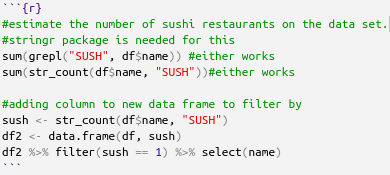 ```{r}
#estimate the number of sushi restaurants on the data set.
#stringr package is needed for this
sum(grepl("SUSH", df$name)) #either works
sum(str_count(df$name, "SUSH"))#either works

#adding column to new data frame to filter by
sush <- str_count(df$name, "SUSH")
df2 <- data.frame(df, sush)
df2 %>% filter(sush == 1) %>% select(name)
```